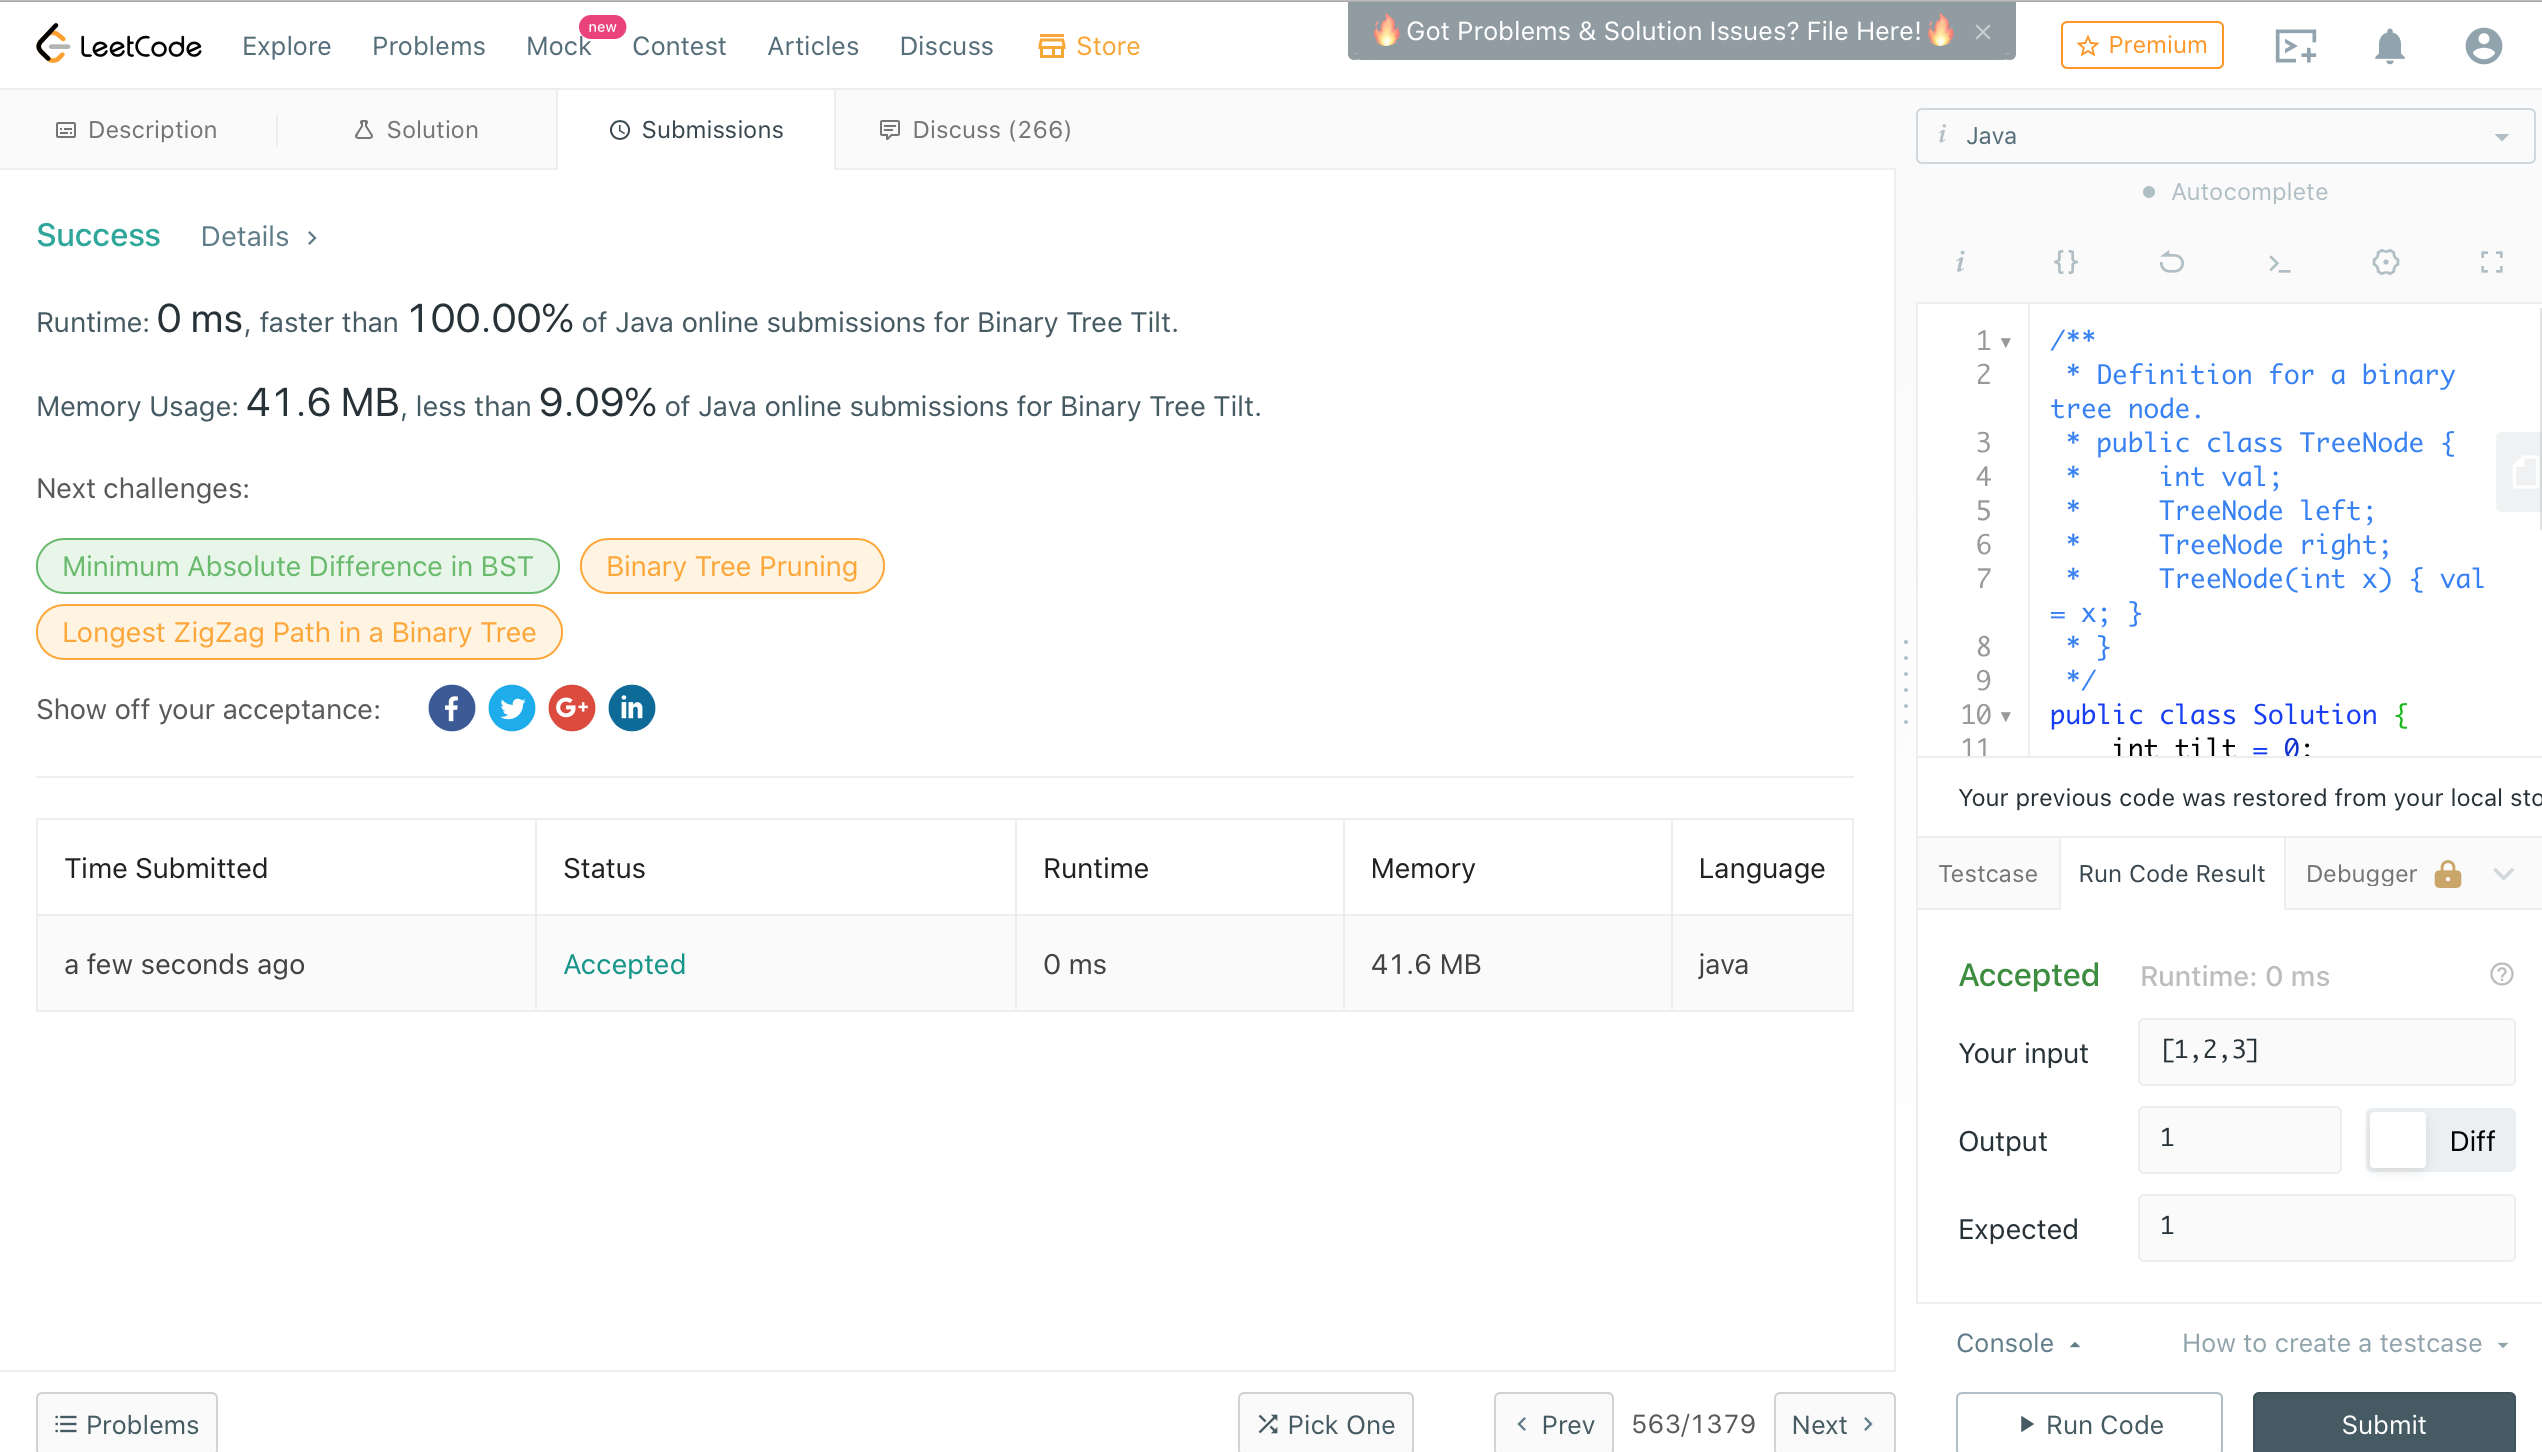 LeetCode Explore Problems Mock new Contest Articles Discuss Store
🔥Got Problems & Solution Issues? File Here!🔥
Premium
Description Solution Submissions Discuss (266)
Success Details
Runtime: 0 ms, faster than 100.00% of Java online submissions for Binary Tree Tilt.
Memory Usage: 41.6 MB, less than 9.09% of Java online submissions for Binary Tree Tilt.
Next challenges:
Minimum Absolute Difference in BST Binary Tree Pruning
Longest ZigZag Path in a Binary Tree
Show off your acceptance:
Time Submitted Status Runtime Memory Language
a few seconds ago Accepted 0 ms 41.6 MB java
Problems Pick One Prev 563/1379 Next
Java
Autocomplete
1 /**
2 * Definition for a binary
tree node.
3 * public class TreeNode {
4 * int val;
5 * TreeNode left;
6 * TreeNode right;
7 * TreeNode(int x) { val
= x; }
8 * }
9 */
10 public class Solution {
11 int tilt = 0;
Your previous code was restored from your local
Testcase Run Code Result Debugger
Accepted Runtime: 0 ms
Your input [1,2,3]
Output 1 Diff
Expected 1
Console How to create a testcase
Run Code Submit